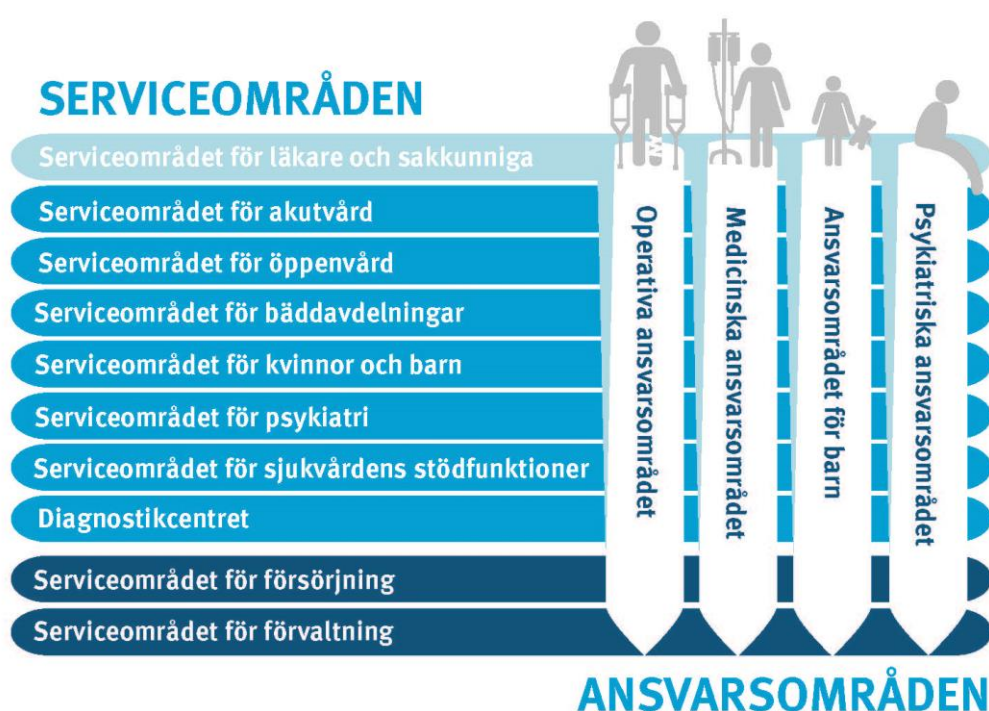 SERVICEOMRÅDEN
Serviceområdet för läkare och sakkunniga
Serviceområdet för akutvård
Serviceområdet för öppenvård
Serviceområdet för bäddavdelningar
Serviceområdet för kvinnor och barn
Serviceområdet för psykiatri
Serviceområdet för sjukvårdens stödfunktioner
Diagnostikcentret
Serviceområdet för försörjning
Serviceområdet för förvaltning
Operativa ansvarsområdet
Medicinska ansvarsområdet
Ansvarsområdet för barn
Psykiatriska ansvarsområdet
ANSVARSOMRÅDEN